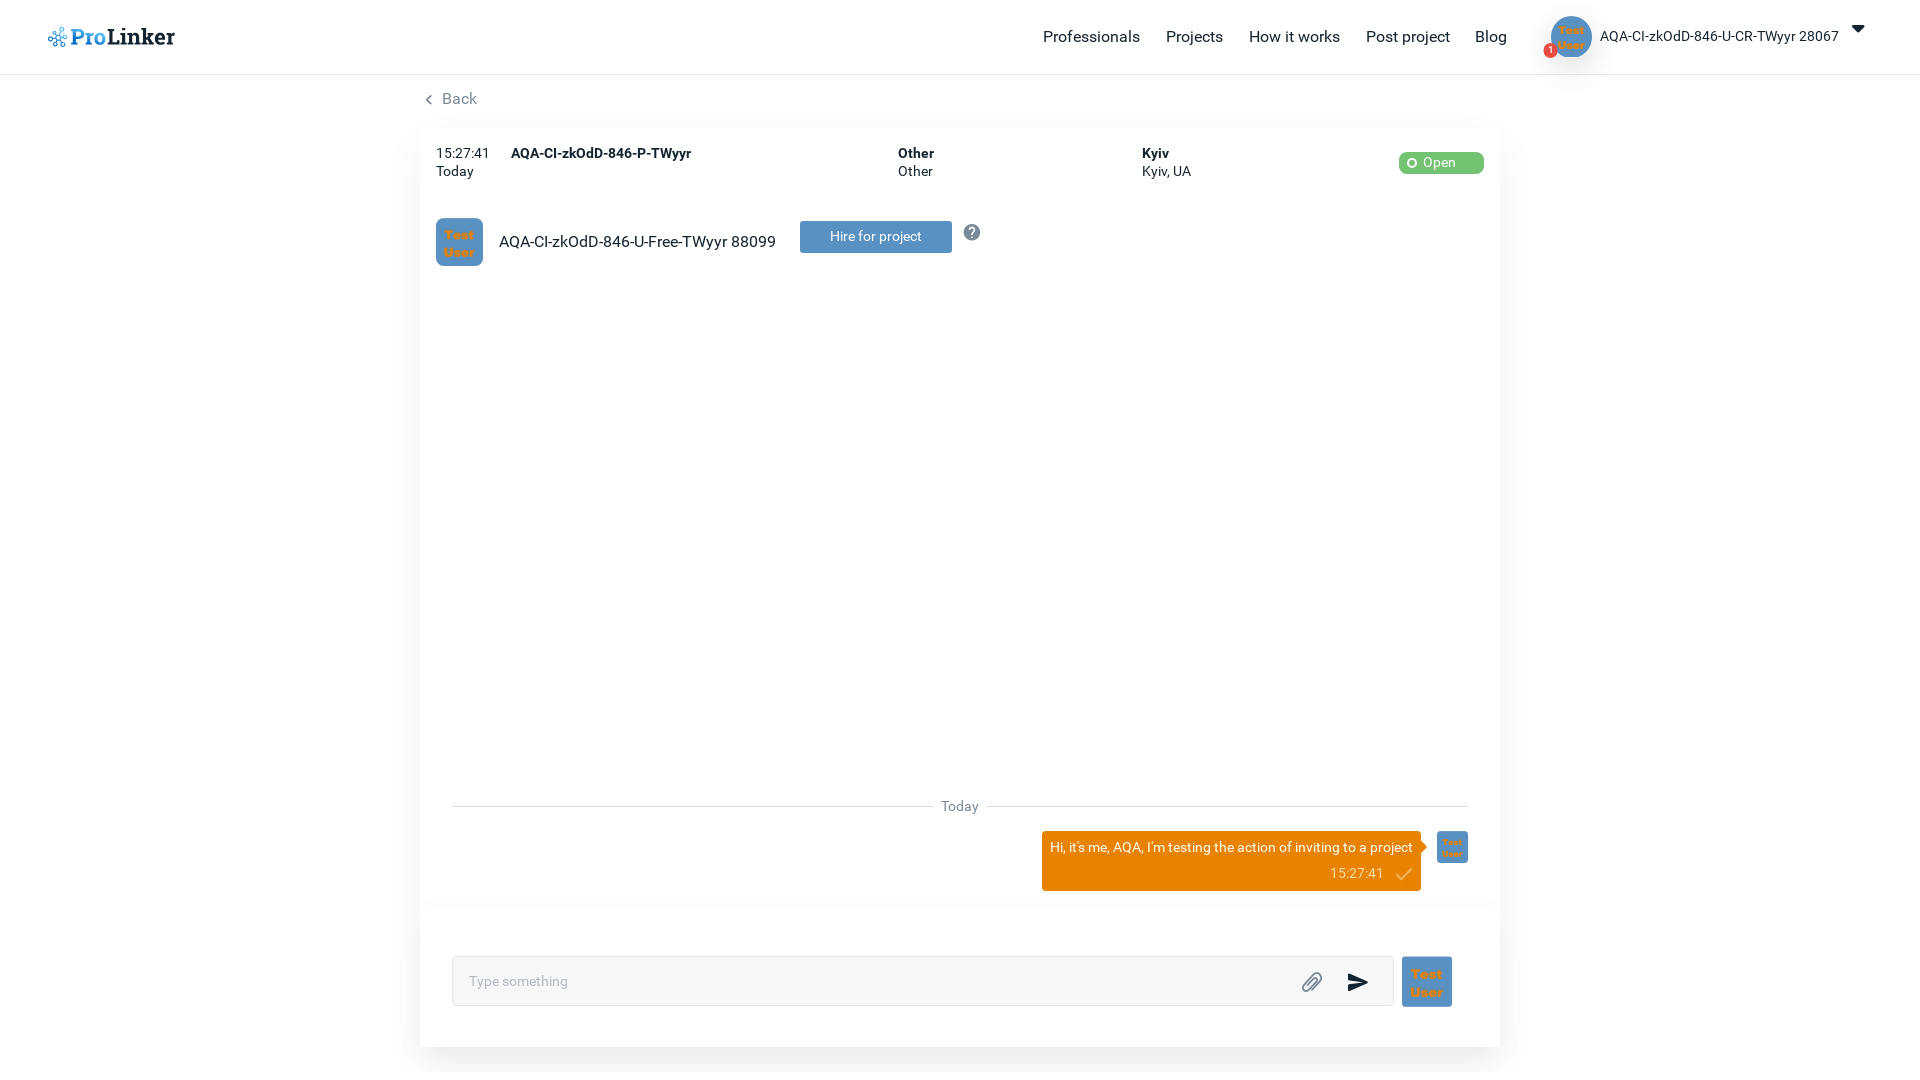 ProLinker
Professionals
Projects
How it works
Post project
Blog
Test
User
1
AQA-CI-zkOdD-846-U-CR-TWyyr 28067
Back
15:27:41
Today
AQA-CI-zkOdD-846-P-TWyyr
Other
Other
Kyiv
Kyiv, UA
Open
Test
User
AQA-CI-zkOdD-846-U-Free-TWyyr 88099
Hire for project
?
Today
Hi, it's me, AQA, I'm testing the action of inviting to a project
15:27:41
Test
User
Type something
Test
User